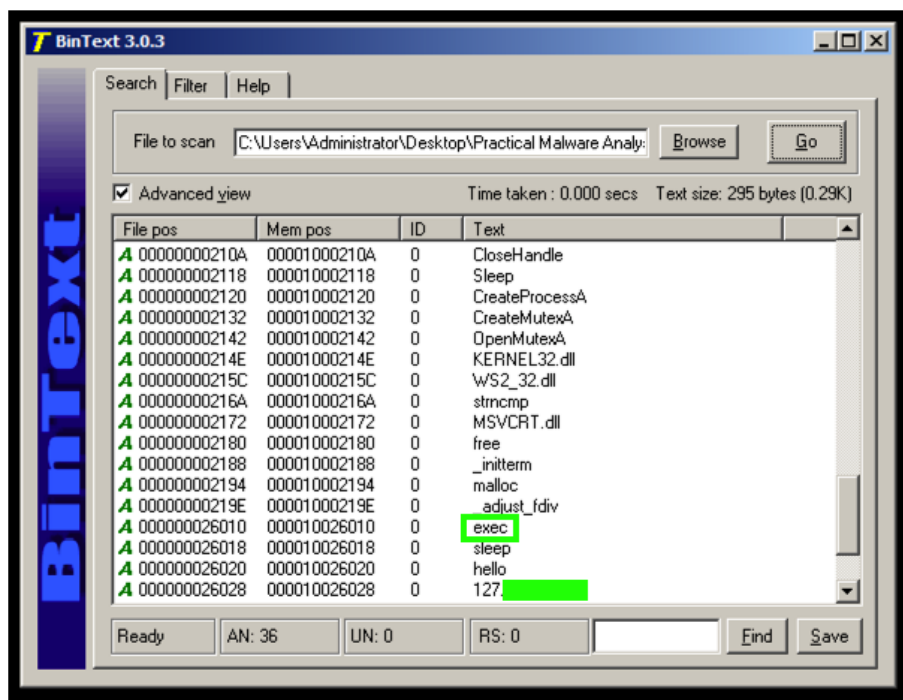 BinText 3.0.3
Search Filter Help
File to scan C:\Users\Administrator\Desktop\Practical Malware Analy: Browse Go
Advanced view Time taken : 0.000 secs Text size: 295 bytes (0.29K)
File pos Mem pos ID Text
A 00000000210A 00001000210A 0 CloseHandle
A 000000002118 000010002118 0 Sleep
A 000000002120 000010002120 0 CreateProcessA
A 000000002132 000010002132 0 CreateMutexA
A 000000002142 000010002142 0 OpenMutexA
A 00000000214E 00001000214E 0 KERNEL32.dll
A 00000000215C 00001000215C 0 WS2_32.dll
A 00000000216A 00001000216A 0 strncmp
A 000000002172 000010002172 0 MSVCRT.dll
A 000000002180 000010002180 0 free
A 000000002188 000010002188 0 _initterm
A 000000002194 000010002194 0 malloc
A 00000000219E 00001000219E 0 _adjust_fdiv
A 000000026010 000010026010 0 exec
A 000000026018 000010026018 0 sleep
A 000000026020 000010026020 0 hello
A 000000026028 000010026028 0 127.
Ready AN: 36 UN: 0 RS: 0 Find Save
BinText